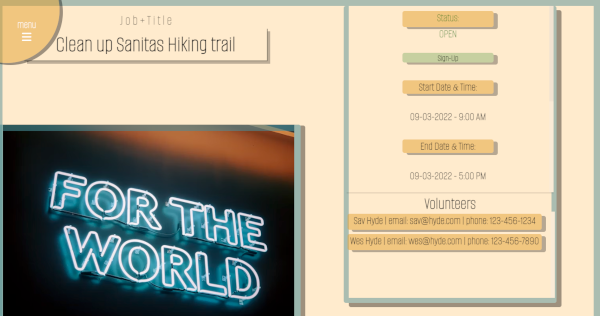 menu
Job+Title
Clean up Sanitas Hiking trail
FOR THE
WORLD
Status:
OPEN
Sign-Up
Start Date & Time:
09-03-2022 - 9:00 AM
End Date & Time:
09-03-2022 - 5:00 PM
Volunteers
Sav Hyde | email: sav@hyde.com | phone: 123-456-1234
Wes Hyde | email: wes@hyde.com | phone: 123-456-7890